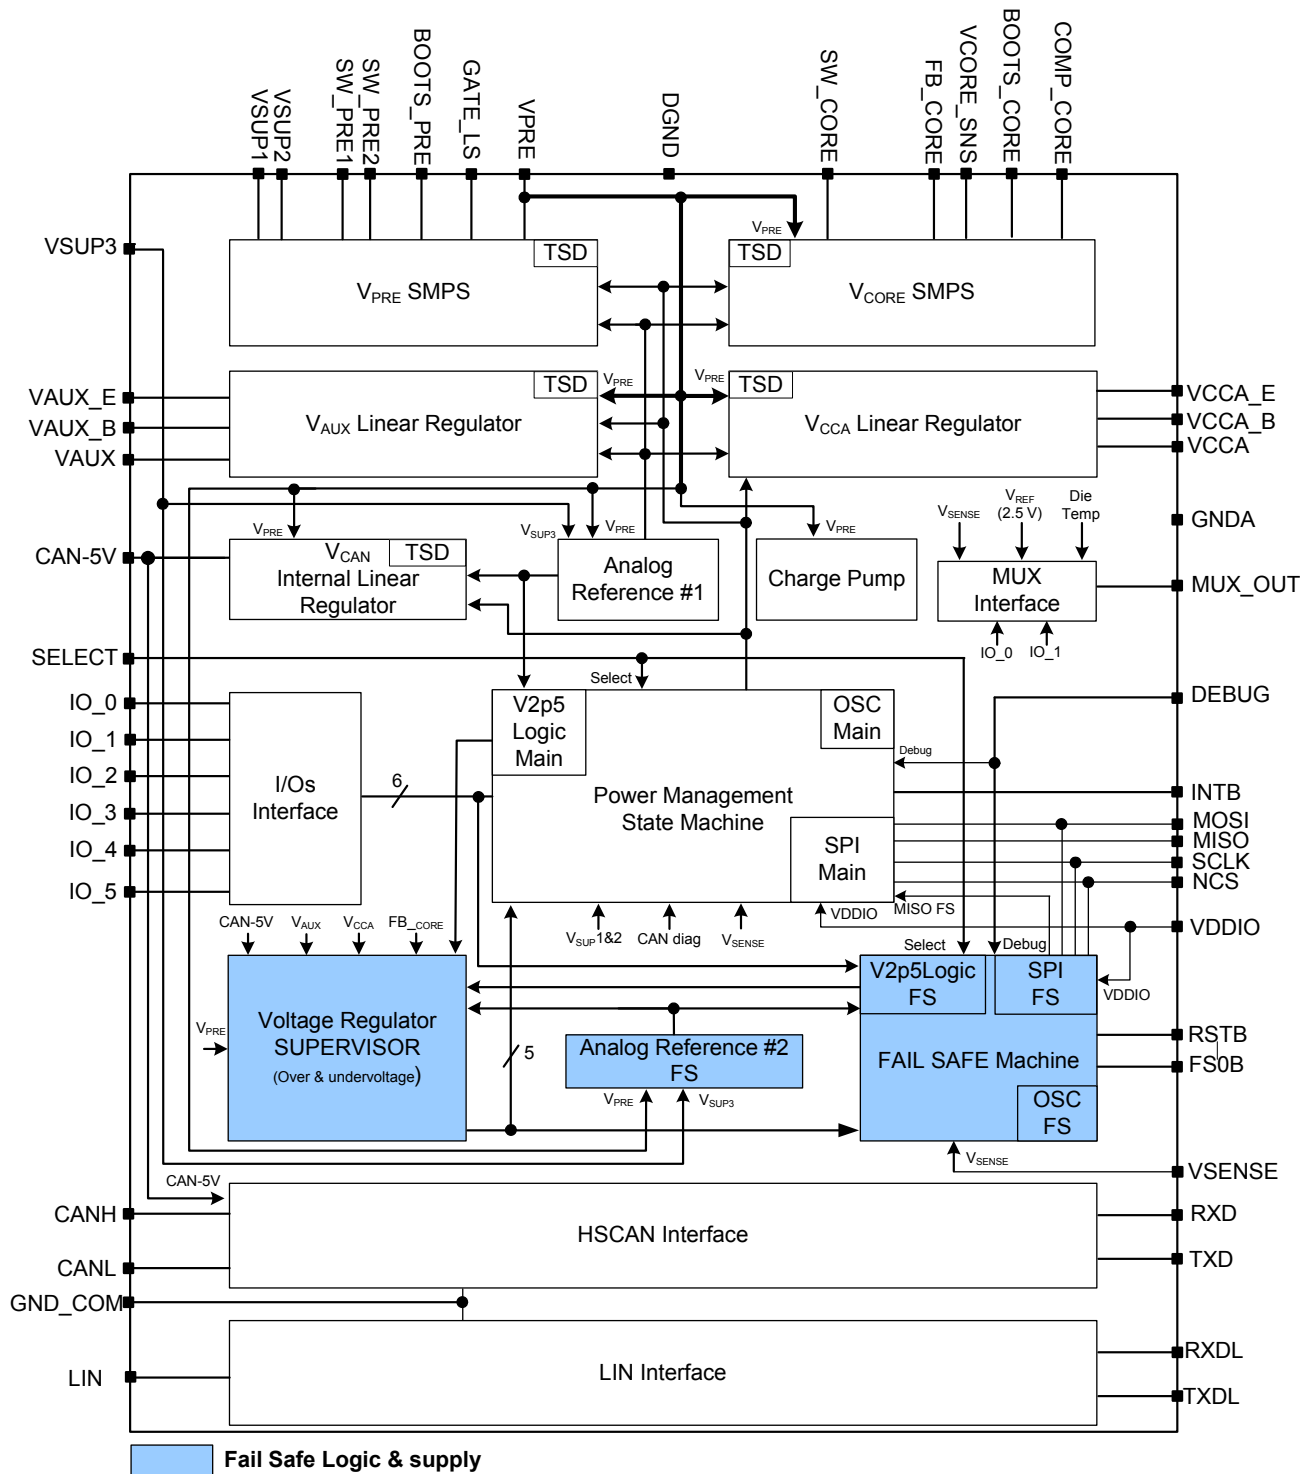 VSUP1
VSUP2
SW_PRE1
SW_PRE2
BOOTS_PRE
GATE_LS
VPRE
DGND
SW_CORE
FB_CORE
VCORE_SNS
BOOTS_CORE
COMP_CORE
VSUP3
TSD
VPRE SMPS
VPRE
TSD
VCORE SMPS
VAUX_E
VAUX_B
VAUX
TSD
VPRE
VAUX Linear Regulator
VPRE
TSD
VCCA Linear Regulator
VCCA_E
VCCA_B
VCCA
GNDA
CAN-5V
VPRE
VCAN
TSD
Internal Linear
Regulator
VSUP3
VPRE
Analog
Reference #1
VPRE
Charge Pump
VSENSE
VREF
(2.5 V)
Die
Temp
MUX
Interface
IO_0
IO_1
MUX_OUT
SELECT
Select
IO_0
IO_1
IO_2
IO_3
IO_4
IO_5
I/Os
Interface
6
V2p5
Logic
Main
OSC
Main
Power Management
State Machine
SPI
Main
Debug
DEBUG
INTB
MOSI
MISO
SCLK
NCS
VDDIO
VDDIO
MISO FS
VSUP1&2
CAN diag
VSENSE
CAN-5V
VAUX
VCCA
FB_CORE
VPRE
Voltage Regulator
SUPERVISOR
(Over & undervoltage)
5
Analog Reference #2
FS
VPRE
VSUP3
Select
Debug
V2p5Logic
FS
SPI
FS
VDDIO
FAIL SAFE Machine
OSC
FS
VSENSE
RSTB
FS0B
VSENSE
CAN-5V
CANH
CANL
GND_COM
HSCAN Interface
RXD
TXD
LIN
LIN Interface
RXDL
TXDL
Fail Safe Logic & supply